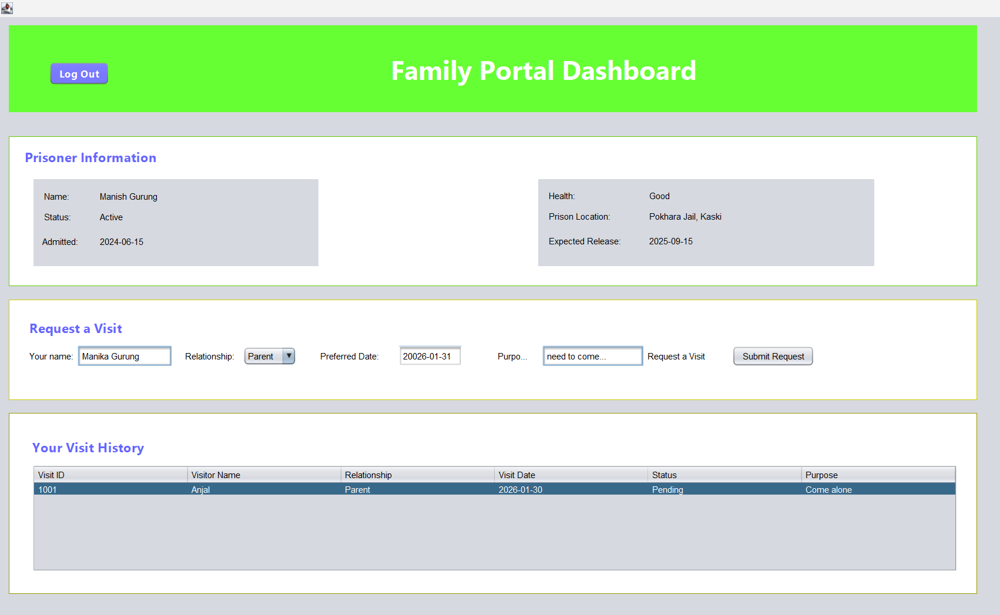 Log Out
Family Portal Dashboard
Prisoner Information
Name: Manish Gurung
Status: Active
Admitted: 2024-06-15
Health: Good
Prison Location: Pokhara Jail, Kaski
Expected Release: 2025-09-15
Request a Visit
Your name: Manika Gurung Relationship: Parent Preferred Date: 20026-01-31 Purpo... need to come... Request a Visit Submit Request
Your Visit History
Visit ID Visitor Name Relationship Visit Date Status Purpose
1001 Anjal Parent 2026-01-30 Pending Come alone